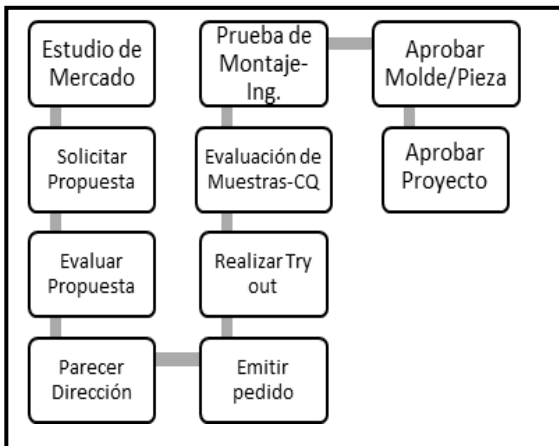 Estudio de
Mercado
Solicitar
Propuesta
Evaluar
Propuesta
Parecer
Dirección
Emitir
pedido
Realizar Try
out
Evaluación de
Muestras-CQ
Prueba de
Montaje-
Ing.
Aprobar
Molde/Pieza
Aprobar
Proyecto